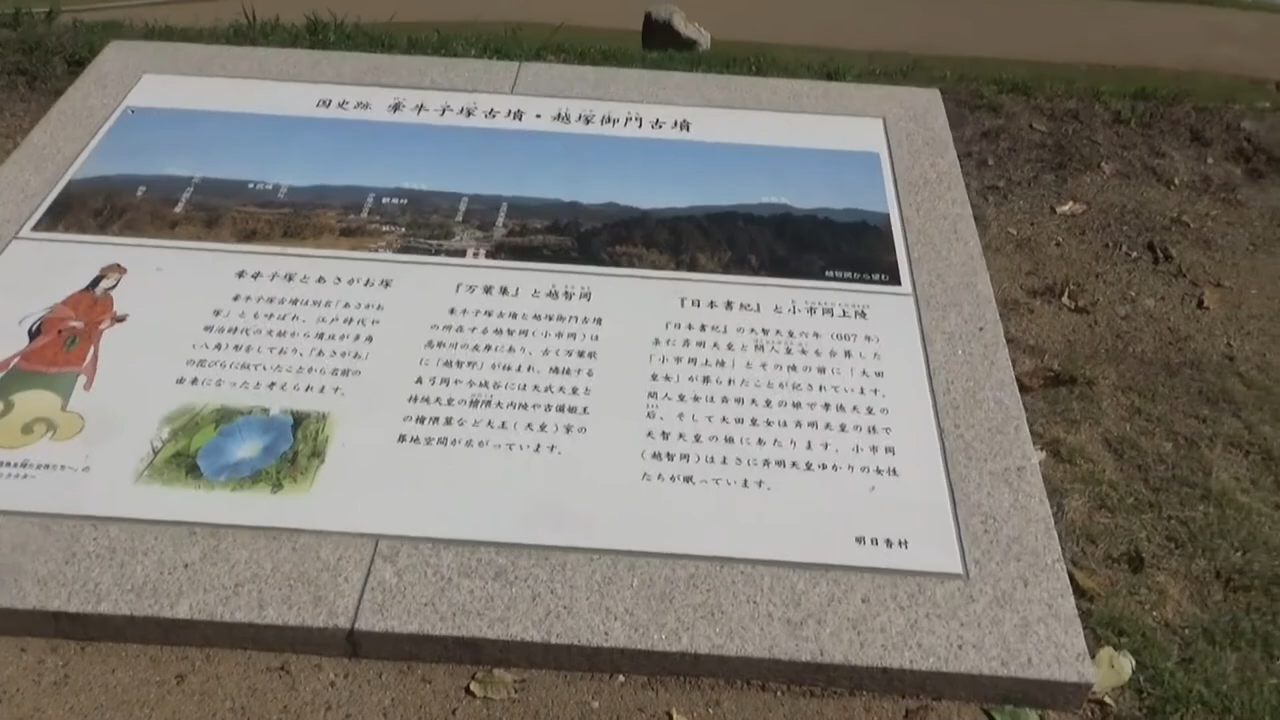 国史跡 牽牛子塚古墳・越塚御門古墳
越智岡から望む
牽牛子塚とあさがお塚
牽牛子塚古墳は別名「あさがお
塚」とも呼ばれ、江戸時代や
明治時代の文献から墳丘が多角
(八角)形をしており、「あさがお」
の花びらに似ていたことから名前の
由来になったと考えられます。
『万葉集』と越智岡
牽牛子塚古墳と越塚御門古墳
の所在する越智岡(小市岡)は
高取川の左岸にあり、古く万葉歌
に「越智野」が詠まれ、隣接する
真弓岡や今城谷には天武天皇と
持統天皇の檜隈大内陵や吉備姫王
の檜隈墓など大王(天皇)家の
墓地空間が広がっています。
『日本書紀』と小市岡上陵
『日本書紀』の天智天皇六年(667年)
条に斉明天皇と間人皇女を合葬した
「小市岡上陵」とその陵の前に「大田
皇女」が葬られたことが記されています。
間人皇女は斉明天皇の娘で孝徳天皇の
后、そして大田皇女は斉明天皇の孫で
天智天皇の娘にあたります。小市岡
(越智岡)はまさに斉明天皇ゆかりの女性
たちが眠っています。
明日香村